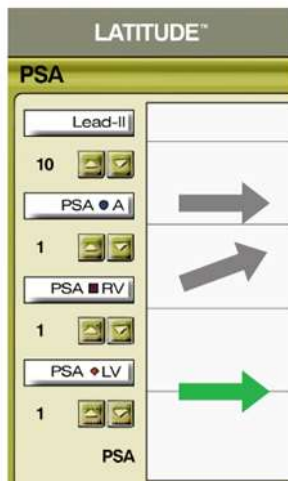 LATITUDE™
PSA
Lead-II
10
PSA A
1
PSA RV
1
PSA LV
1
PSA